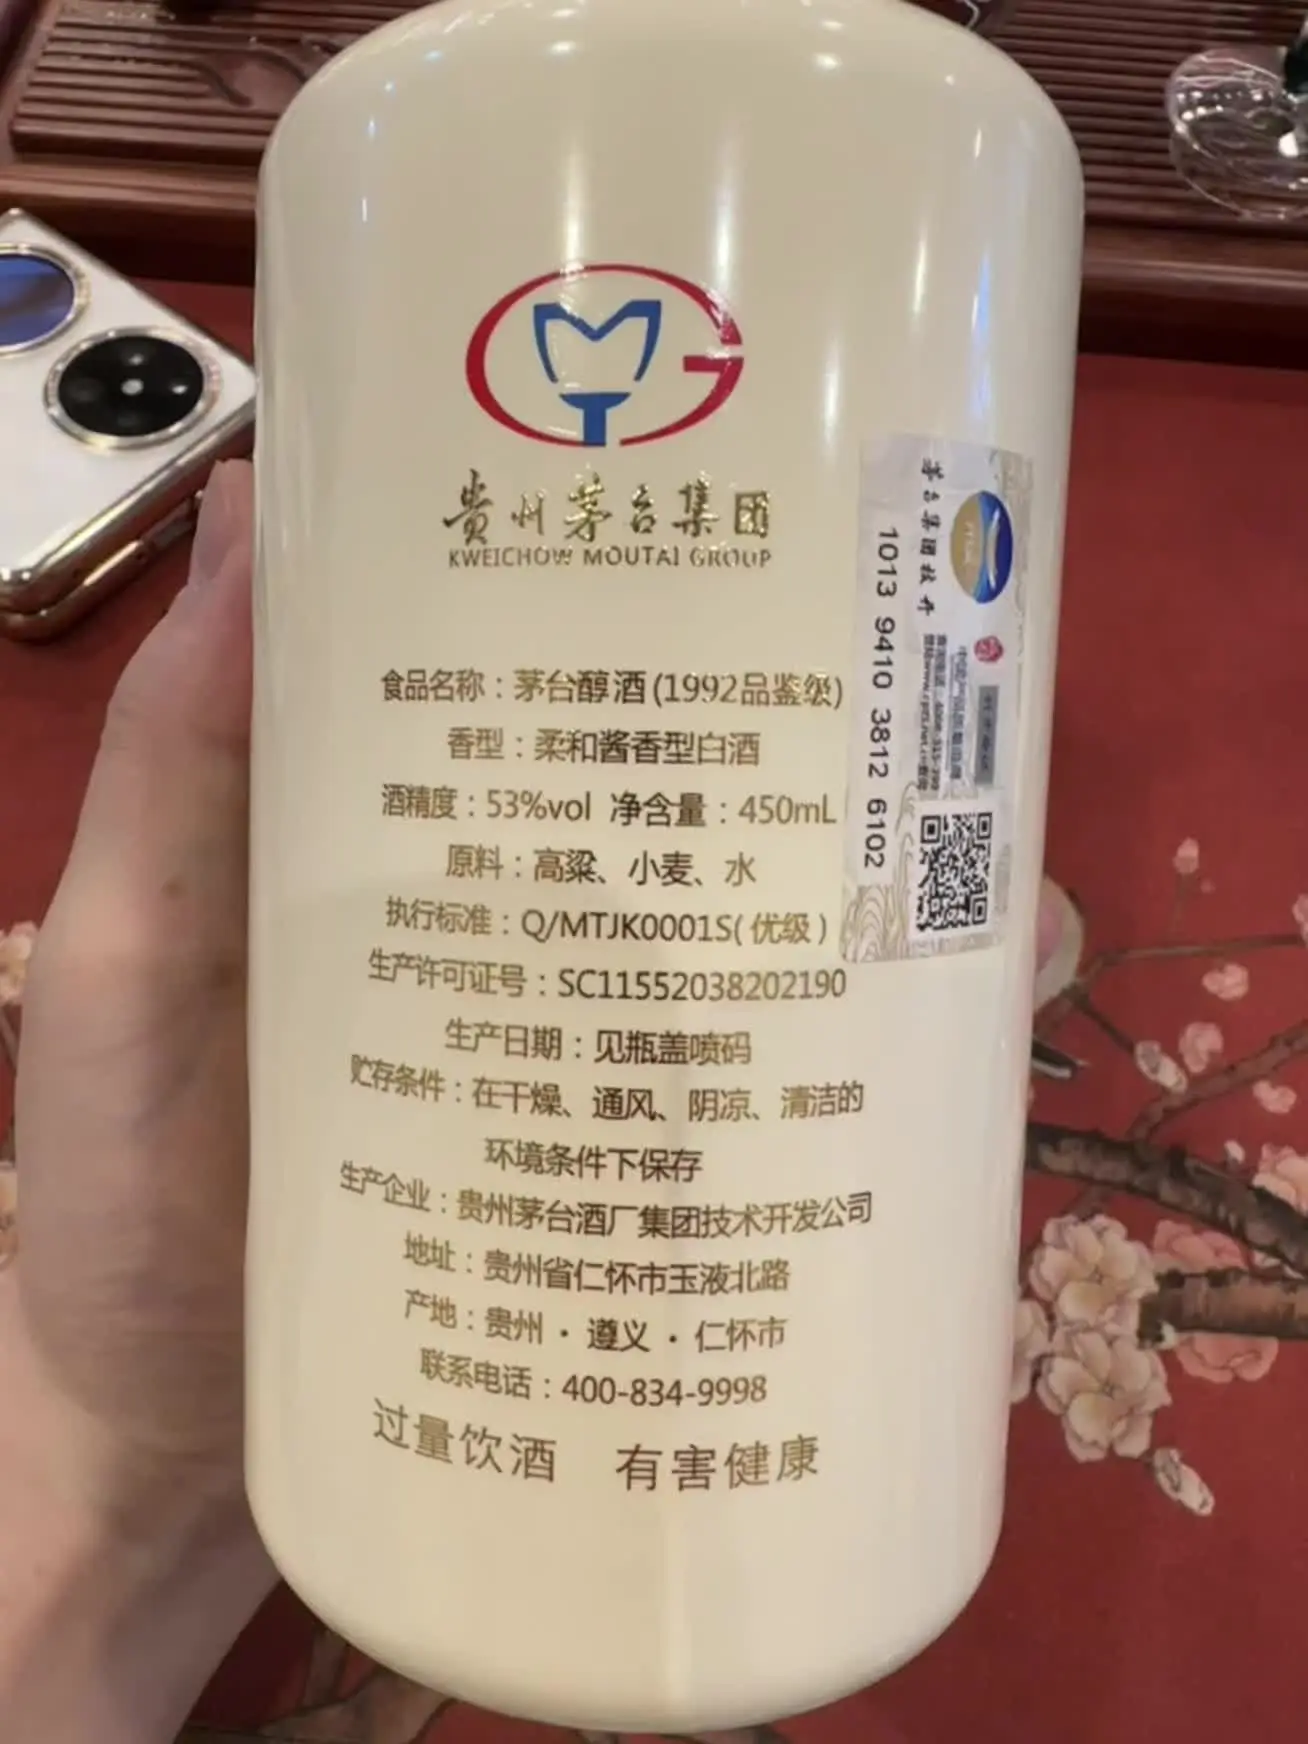 贵州茅台集团
KWEICHOW MOUTAI GROUP
食品名称：茅台醇酒(1992品鉴级)
香型：柔和酱香型白酒
酒精度：53%vol 净含量：450mL
原料：高粱、小麦、水
执行标准：Q/MTJK0001S(优级)
生产许可证号：SC11552038202190
生产日期：见瓶盖喷码
贮存条件：在干燥、通风、阴凉、清洁的
环境条件下保存
生产企业：贵州茅台酒厂集团技术开发公司
地址：贵州省仁怀市玉液北路
产地：贵州·遵义·仁怀市
联系电话：400-834-9998
过量饮酒 有害健康
茅台集团技开
1013 9410 3812 6102